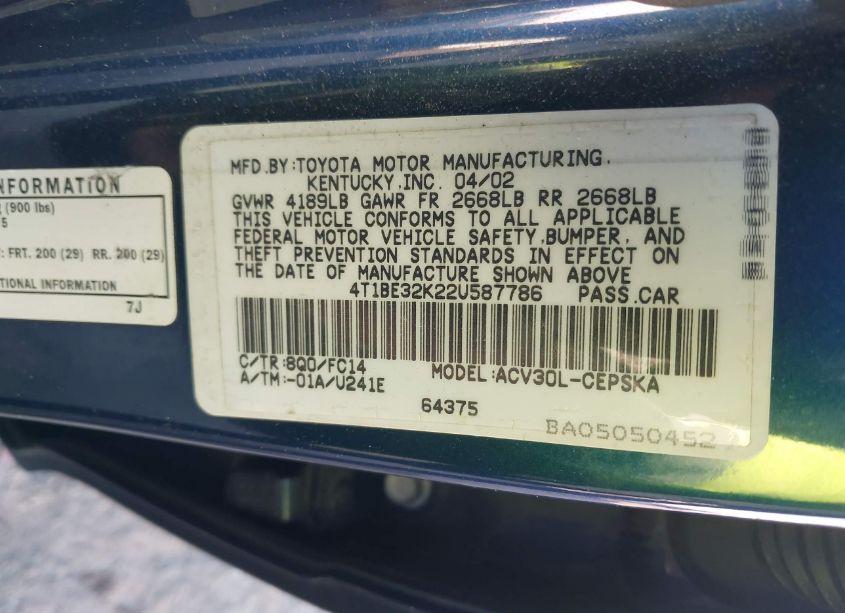 NFORMATION
(900 lbs)
5
: FRT. 200 (29) RR. 200 (29)
TIONAL INFORMATION
7J
MFD.BY:TOYOTA MOTOR MANUFACTURING,
KENTUCKY,INC. 04/02
GVWR 4189LB GAWR FR 2668LB RR 2668LB
THIS VEHICLE CONFORMS TO ALL APPLICABLE
FEDERAL MOTOR VEHICLE SAFETY,BUMPER, AND
THEFT PREVENTION STANDARDS IN EFFECT ON
THE DATE OF MANUFACTURE SHOWN ABOVE
4T1BE32K22U587786 PASS.CAR
C/TR:8Q0/FC14 MODEL:ACV30L-CEPSKA
A/TM:-01A/U241E
64375
BA05050452